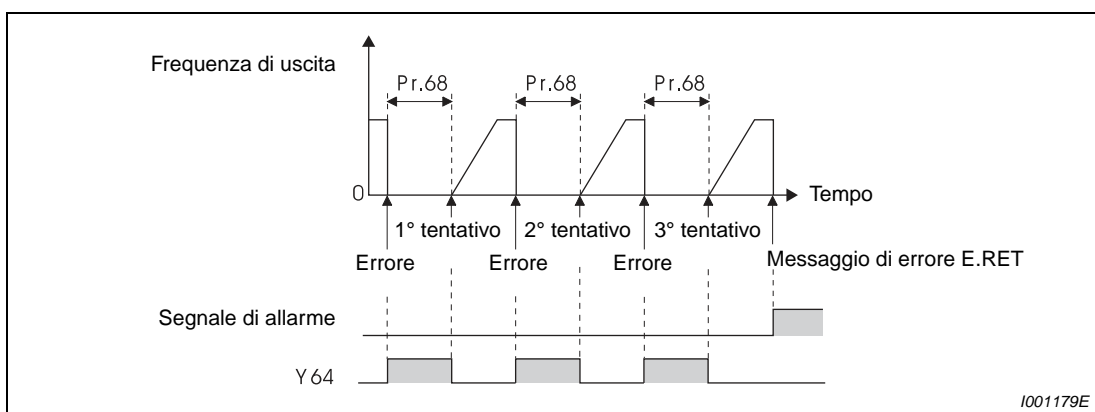 Frequenza di uscita
Pr.68 Pr.68 Pr.68
0
Tempo
1° tentativo 2° tentativo 3° tentativo
Errore Errore Errore Messaggio di errore E.RET
Segnale di allarme
Y64
I001179E